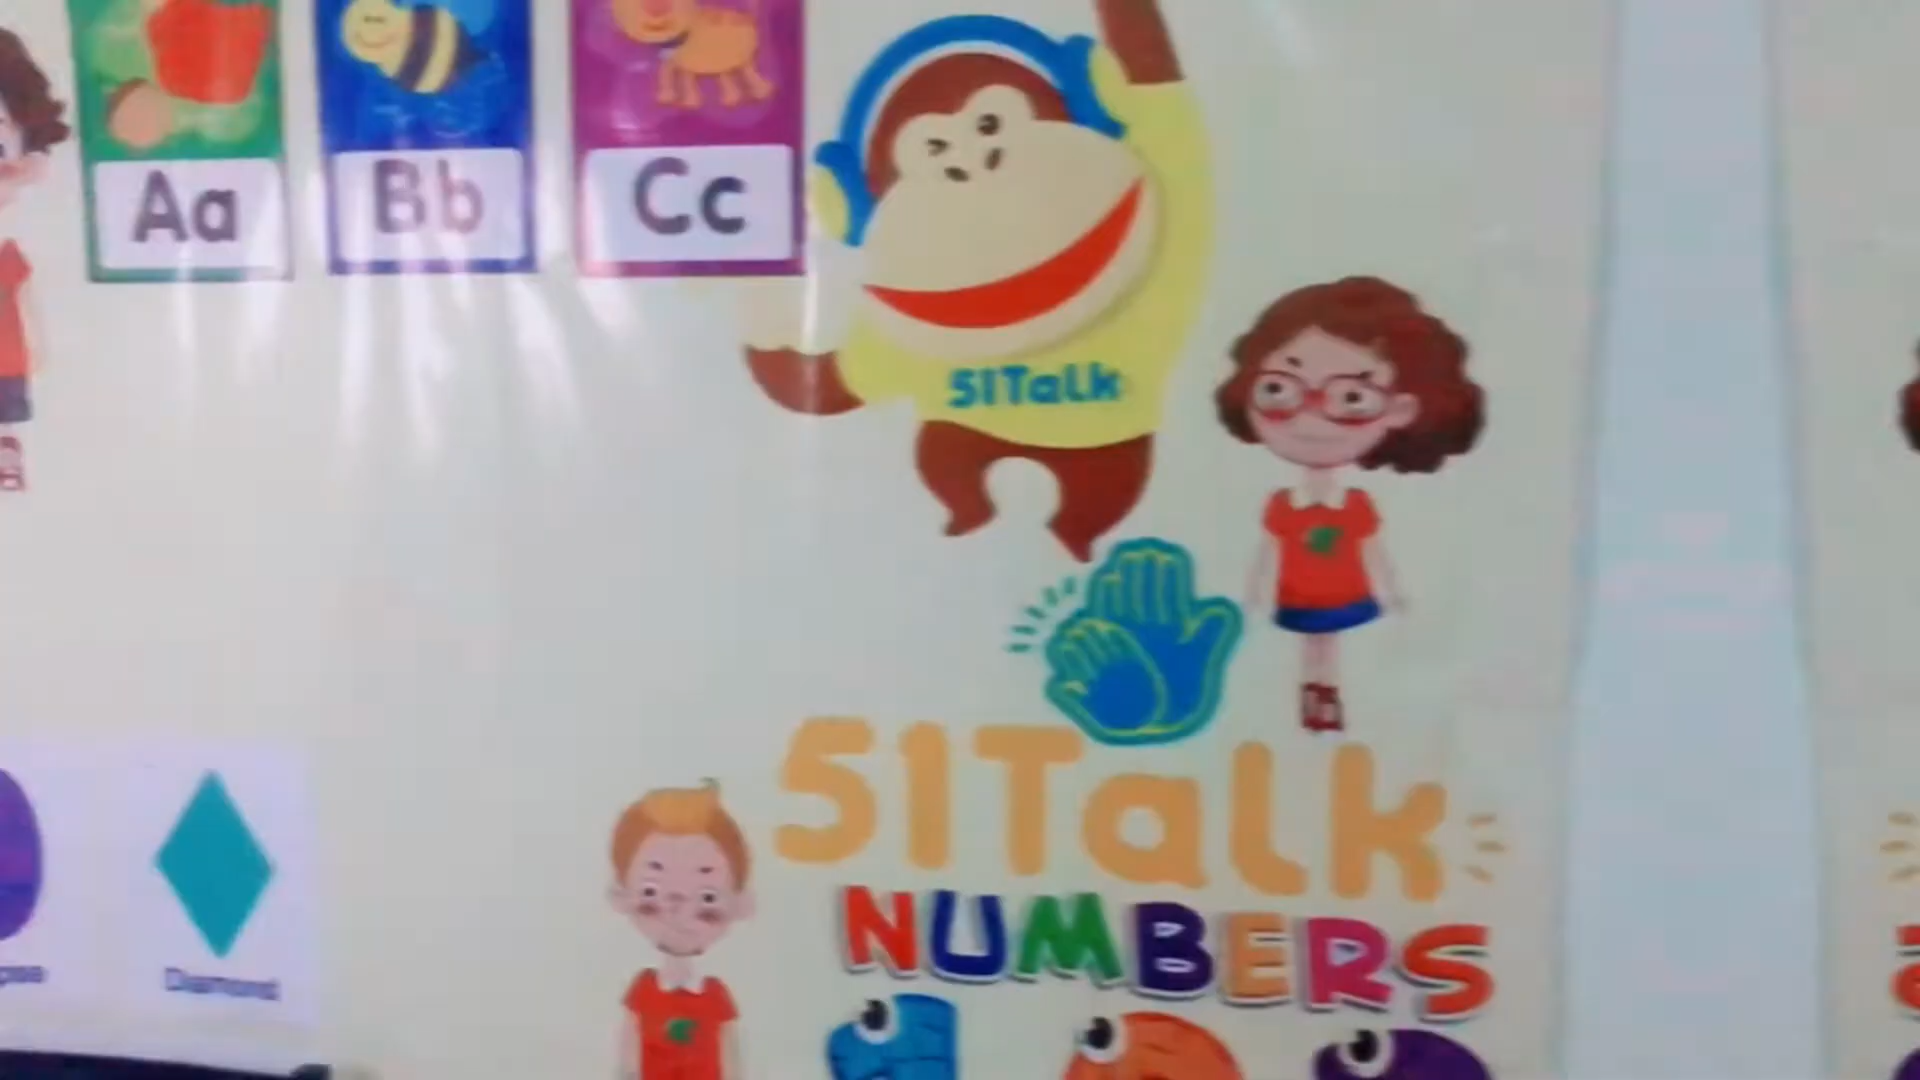 Aa Bb Cc
51Talk
51Talk
NUMBERS
Diamond